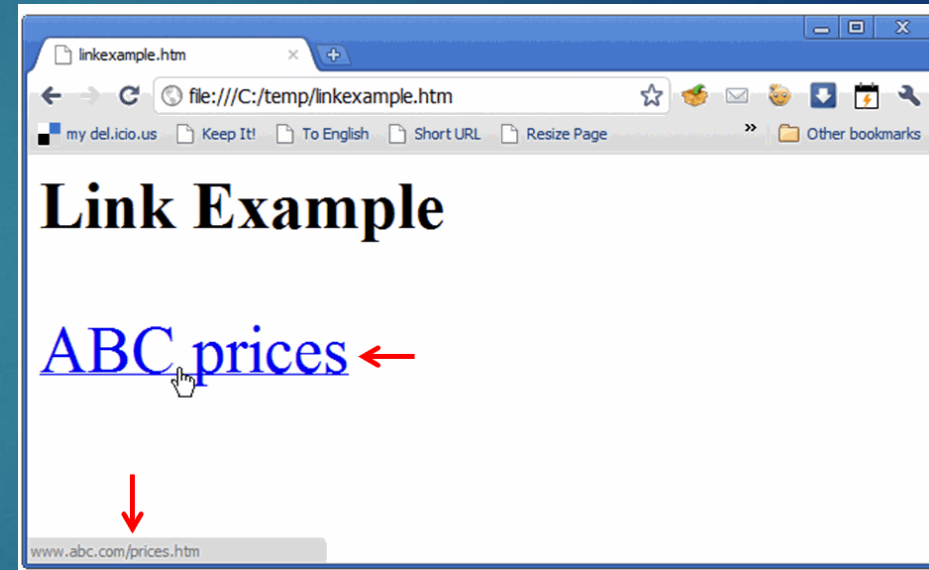 linkexample.htm
file:///C:/temp/linkexample.htm
my del.icio.us Keep It! To English Short URL Resize Page » Other bookmarks
Link Example
ABC prices
www.abc.com/prices.htm